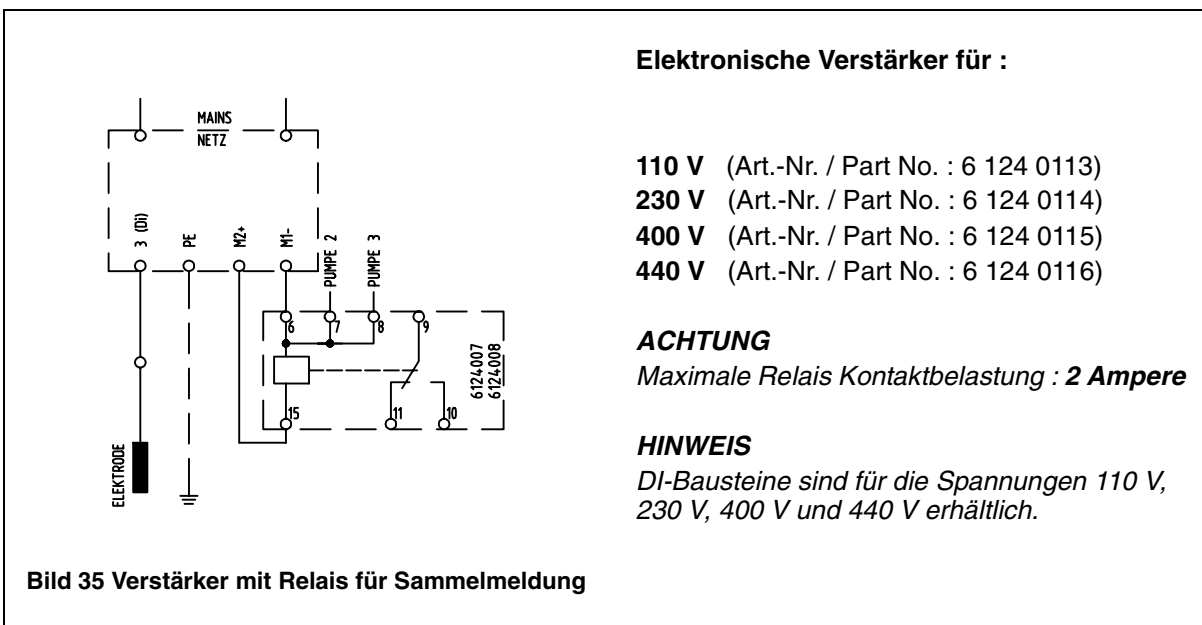 MAINS
NETZ
3 (Di)
PE
M2+
M1-
PUMPE 2
PUMPE 3
6
7
8
9
6124007
6124008
15
11
10
ELEKTRODE
Bild 35 Verstärker mit Relais für Sammelmeldung
Elektronische Verstärker für :
110 V (Art.-Nr. / Part No. : 6 124 0113)
230 V (Art.-Nr. / Part No. : 6 124 0114)
400 V (Art.-Nr. / Part No. : 6 124 0115)
440 V (Art.-Nr. / Part No. : 6 124 0116)
ACHTUNG
Maximale Relais Kontaktbelastung : 2 Ampere
HINWEIS
DI-Bausteine sind für die Spannungen 110 V,
230 V, 400 V und 440 V erhältlich.